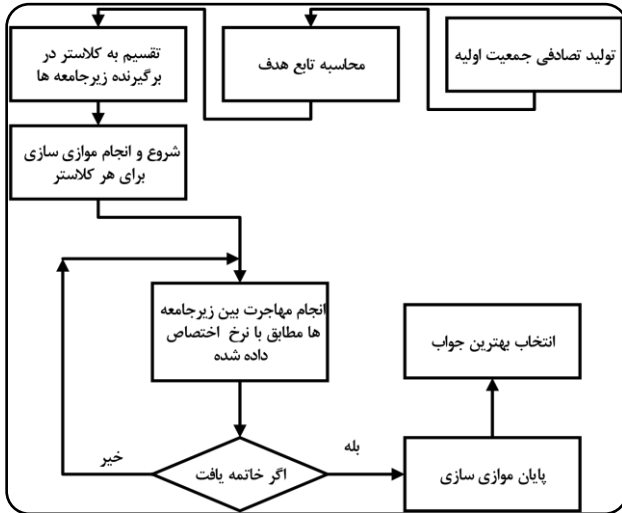 تولید تصادفی جمعیت اولیه
محاسبه تابع هدف
تقسیم به کلاستر در
برگیرنده زیرجامعه ها
شروع و انجام موازی سازی
برای هر کلاستر
انجام مهاجرت بین زیرجامعه
ها مطابق با نرخ اختصاص
داده شده
اگر خاتمه یافت
خیر
بله
پایان موازی سازی
انتخاب بهترین جواب